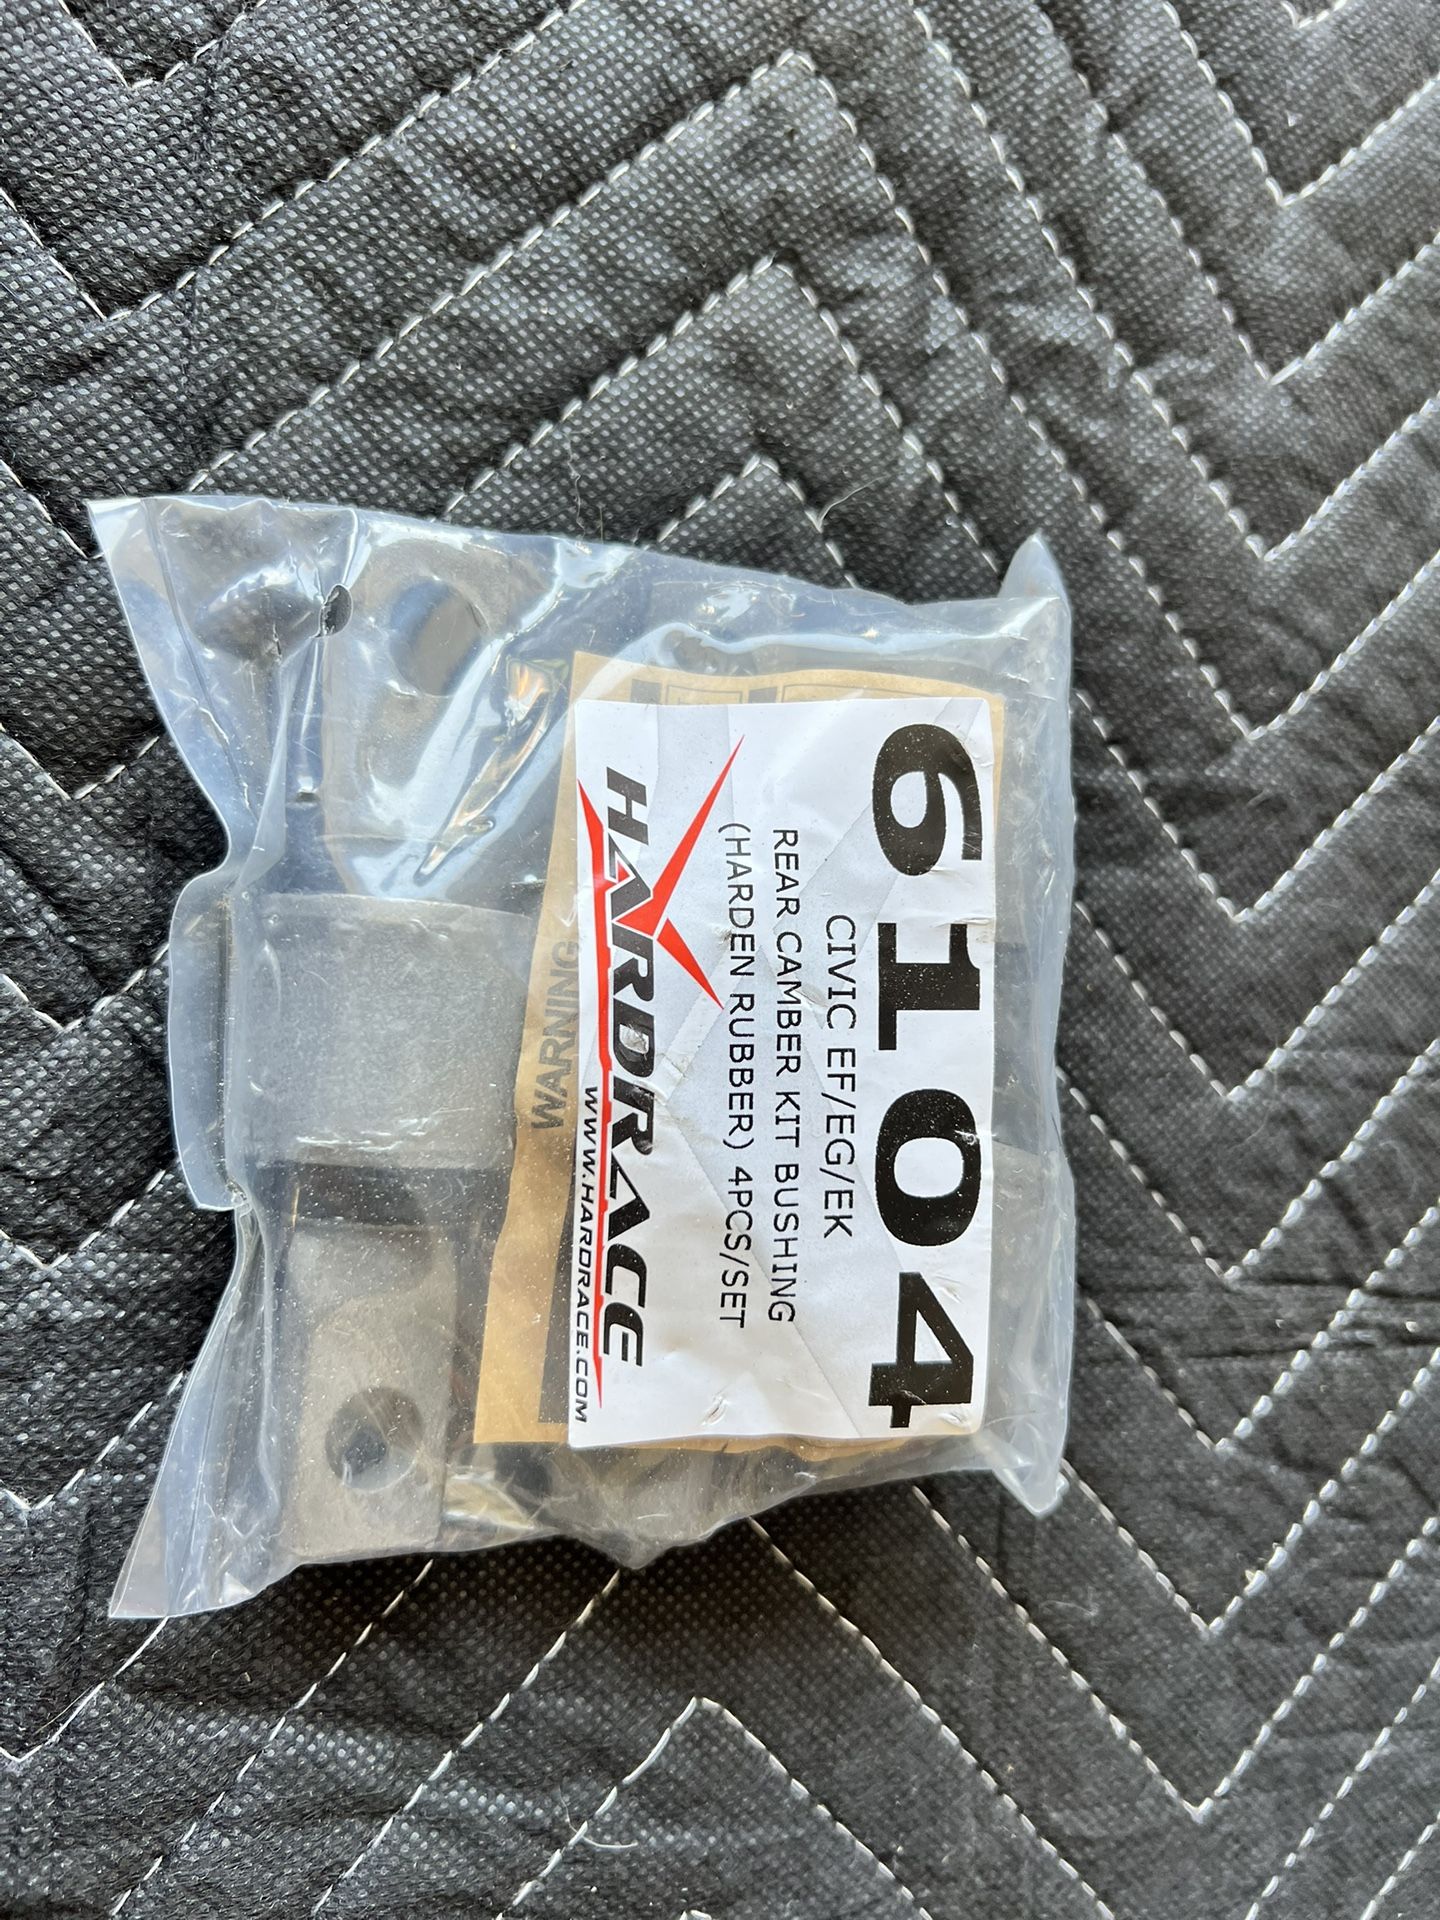 6104
CIVIC EF/EG/EK
REAR CAMBER KIT BUSHING
(HARDEN RUBBER) 4PCS/SET
HARDRACE
WWW.HARDRACE.COM
WARNING